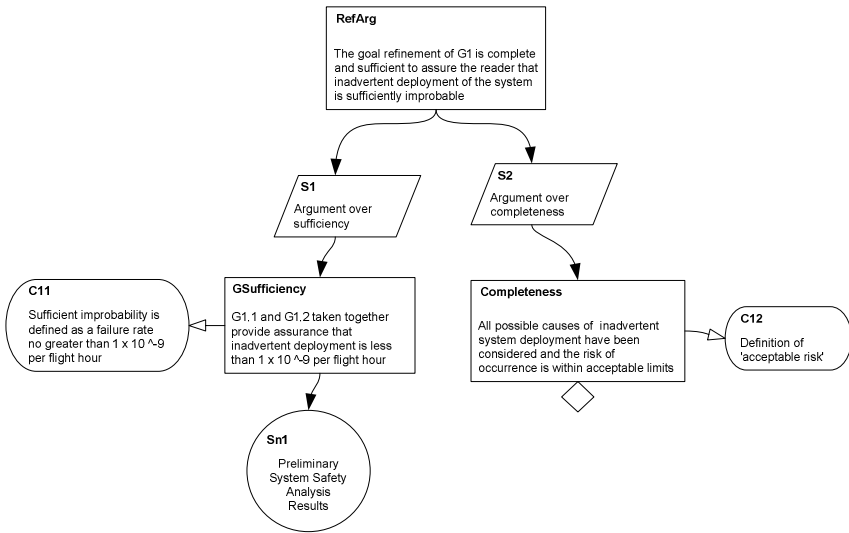 RefArg
The goal refinement of G1 is complete
and sufficient to assure the reader that
inadvertent deployment of the system
is sufficiently improbable
S1
Argument over
sufficiency
S2
Argument over
completeness
C11
Sufficient improbability is
defined as a failure rate
no greater than 1 x 10 ^-9
per flight hour
GSufficiency
G1.1 and G1.2 taken together
provide assurance that
inadvertent deployment is less
than 1 x 10 ^-9 per flight hour
Completeness
All possible causes of inadvertent
system deployment have been
considered and the risk of
occurrence is within acceptable limits
C12
Definition of
'acceptable risk'
Sn1
Preliminary
System Safety
Analysis
Results